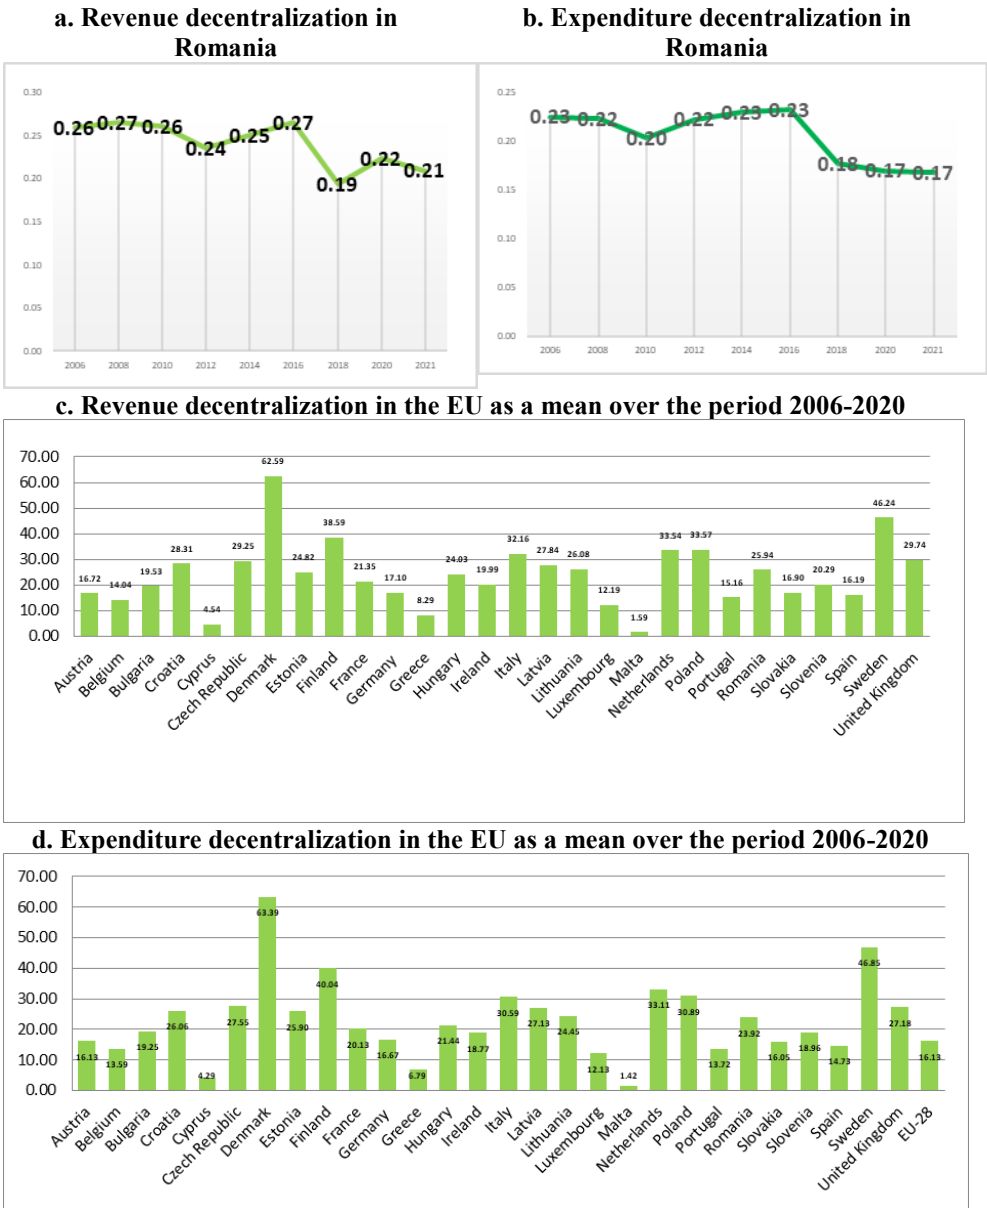 a. Revenue decentralization in
Romania
0.30
0.25
0.20
0.15
0.10
0.05
0.00
0.26 0.27 0.26 0.24 0.25 0.27 0.19 0.22 0.21
2006 2008 2010 2012 2014 2016 2018 2020 2021
b. Expenditure decentralization in
Romania
0.25
0.20
0.15
0.10
0.05
0.00
0.23 0.22 0.20 0.22 0.23 0.23 0.18 0.17 0.17
2006 2008 2010 2012 2014 2016 2018 2020 2021
c. Revenue decentralization in the EU as a mean over the period 2006-2020
70.00
60.00
50.00
40.00
30.00
20.00
10.00
0.00
16.72 14.04 19.53 28.31 4.54 29.25 62.59 24.82 38.59 21.35 17.10 8.29 24.03 19.99 32.16 27.84 26.08 12.19 1.59 33.54 33.57 15.16 25.94 16.90 20.29 16.19 46.24 29.74
Austria Belgium Bulgaria Croatia Cyprus Czech Republic Denmark Estonia Finland France Germany Greece Hungary Ireland Italy Latvia Lithuania Luxembourg Malta Netherlands Poland Portugal Romania Slovakia Slovenia Spain Sweden United Kingdom
d. Expenditure decentralization in the EU as a mean over the period 2006-2020
70.00
60.00
50.00
40.00
30.00
20.00
10.00
0.00
16.13 13.59 19.25 26.06 4.29 27.55 63.39 25.90 40.04 20.13 16.67 6.79 21.44 18.77 30.59 27.13 24.45 12.13 1.42 33.11 30.89 13.72 23.92 16.05 18.96 14.73 46.85 27.18 16.13
Austria Belgium Bulgaria Croatia Cyprus Czech Republic Denmark Estonia Finland France Germany Greece Hungary Ireland Italy Latvia Lithuania Luxembourg Malta Netherlands Poland Portugal Romania Slovakia Slovenia Spain Sweden United Kingdom EU-28